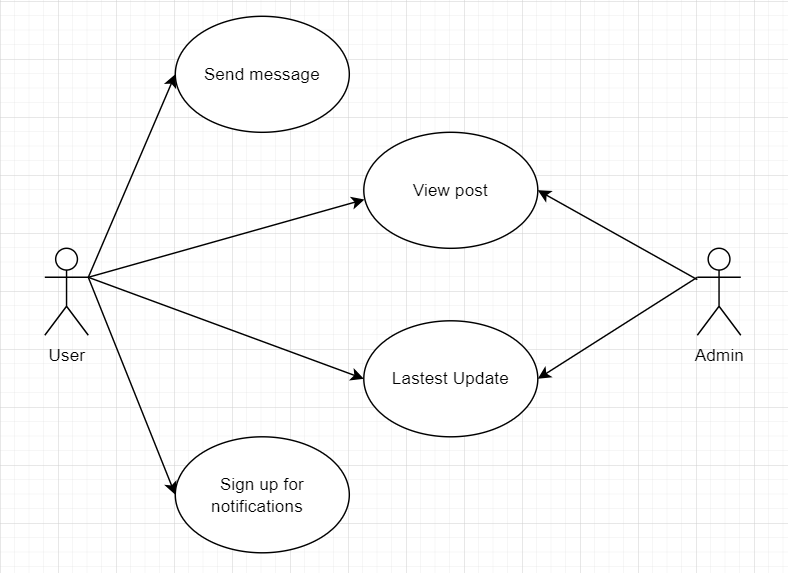 Send message
View post
User
Admin
Lastest Update
Sign up for
notifications